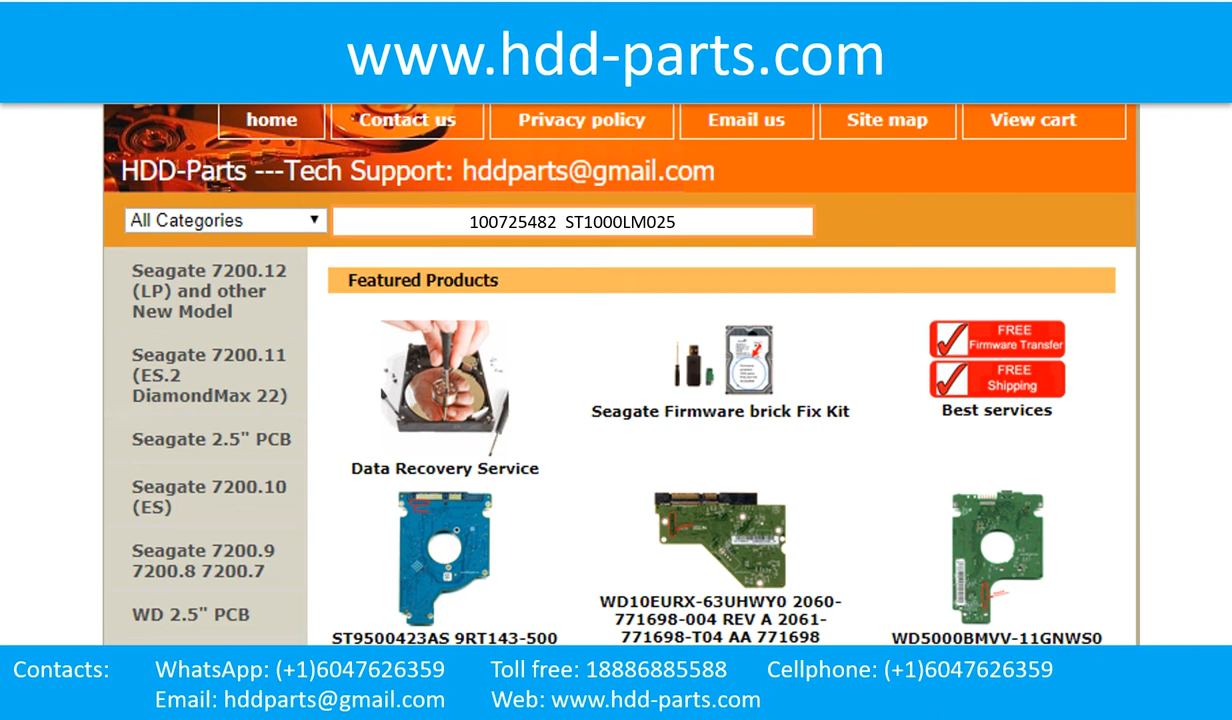 www.hdd-parts.com
home Contact us Privacy policy Email us Site map View cart
HDD-Parts ---Tech Support: hddparts@gmail.com
All Categories ▼ 100725482 ST1000LM025
Seagate 7200.12
(LP) and other
New Model
Seagate 7200.11
(ES.2
DiamondMax 22)
Seagate 2.5" PCB
Seagate 7200.10
(ES)
Seagate 7200.9
7200.8 7200.7
WD 2.5" PCB
Featured Products
Data Recovery Service
Seagate Firmware brick Fix Kit
FREE
Firmware Transfer
FREE
Shipping
Best services
ST9500423AS 9RT143-500
WD10EURX-63UHWY0 2060-
771698-004 REV A 2061-
771698-T04 AA 771698
WD5000BMVV-11GNWS0
Contacts: WhatsApp: (+1)6047626359 Toll free: 18886885588 Cellphone: (+1)6047626359
Email: hddparts@gmail.com Web: www.hdd-parts.com